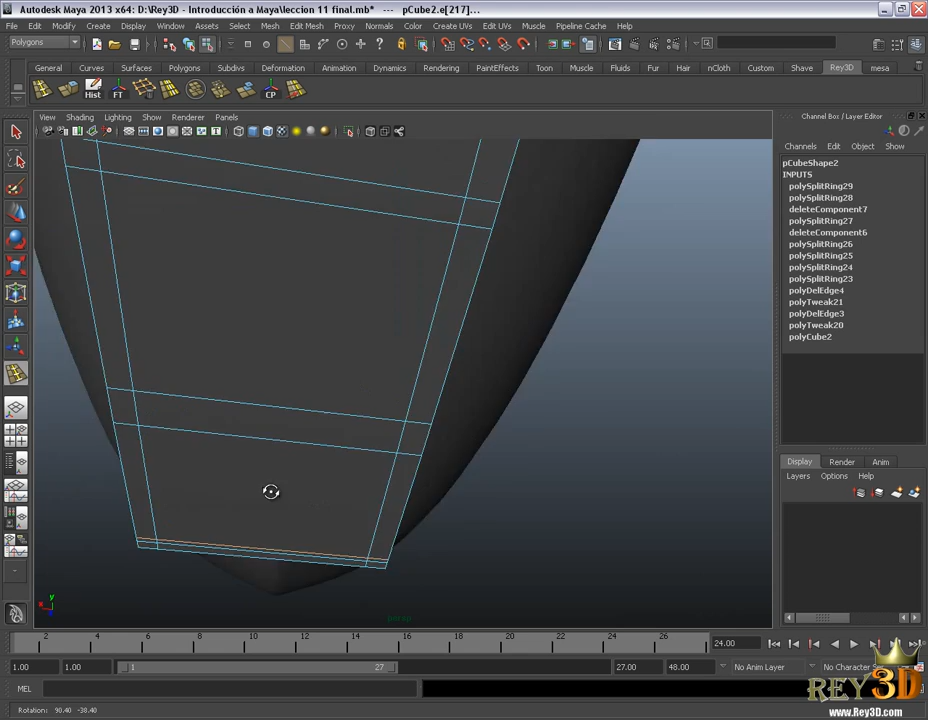 Autodesk Maya 2013 x64: D:\Rey3D - Introducción a Maya\leccion 11 final.mb*   ---   pCube2.e[217]...
File Edit Modify Create Display Window Assets Select Mesh Edit Mesh Proxy Normals Color Create UVs Edit UVs Muscle Pipeline Cache Help
Polygons
General Curves Surfaces Polygons Subdivs Deformation Animation Dynamics Rendering PaintEffects Toon Muscle Fluids Fur Hair nCloth Custom Shave Rey3D mesa
Hist FT CP
View Shading Lighting Show Renderer Panels
Channel Box / Layer Editor
Channels Edit Object Show
pCubeShape2
INPUTS
polySplitRing29
polySplitRing28
deleteComponent7
polySplitRing27
deleteComponent6
polySplitRing26
polySplitRing25
polySplitRing24
polySplitRing23
polyDelEdge4
polyTweak21
polyDelEdge3
polyTweak20
polyCube2
Display Render Anim
Layers Options Help
y
x
z
persp
2 4 6 8 10 12 14 16 18 20 22 24 26
24.00
1.00 1.00 1 27 27.00 48.00 No Anim Layer No Character Se
MEL
Rotation: 90.40 -38.40
REY3D
www.Rey3D.com